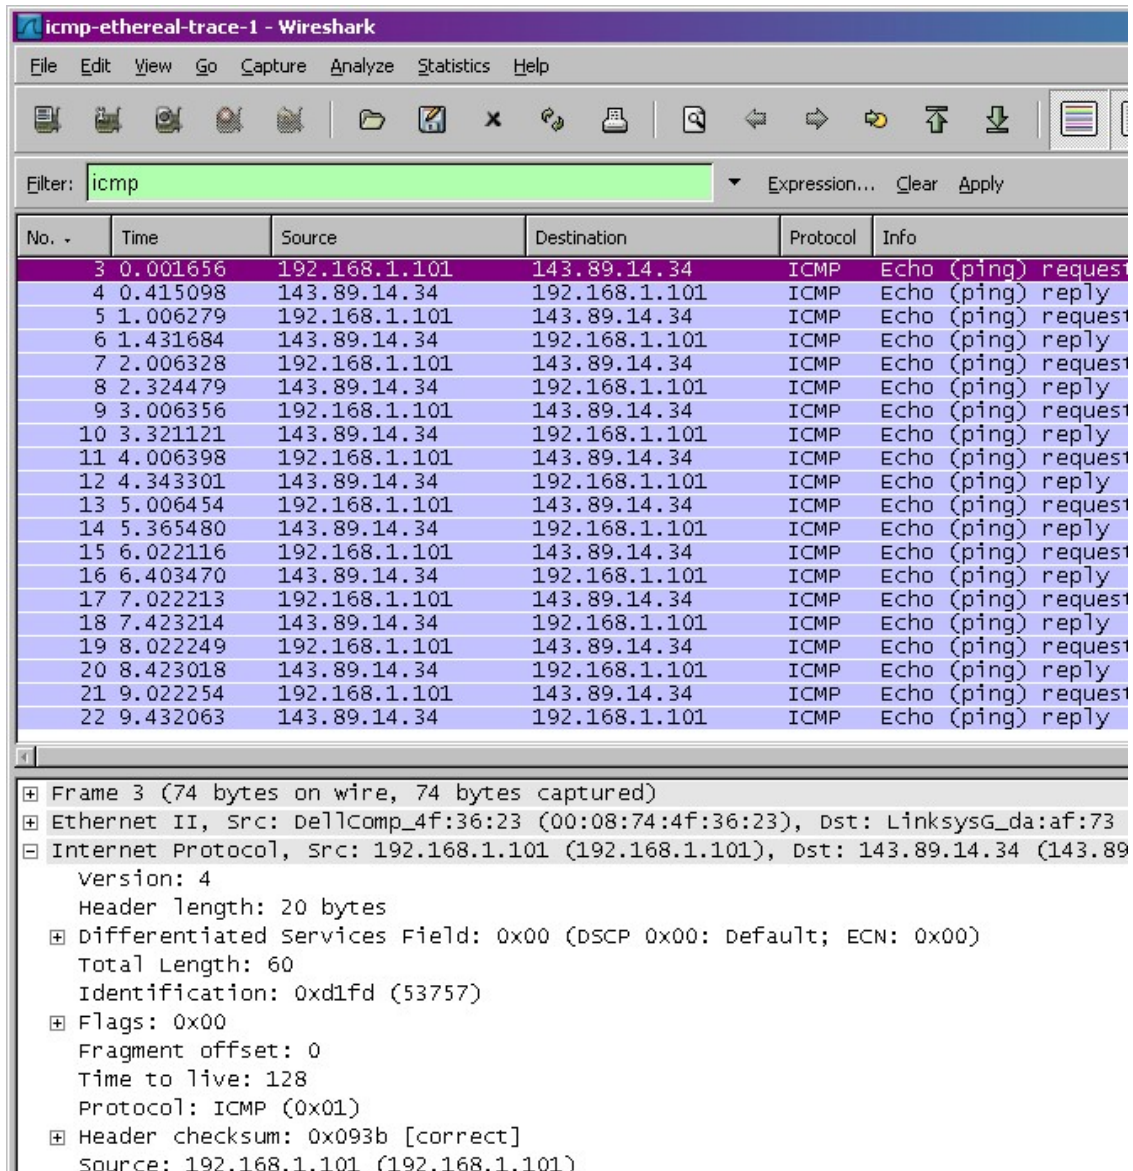 icmp-ethereal-trace-1 - Wireshark
File Edit View Go Capture Analyze Statistics Help
Filter: icmp Expression... Clear Apply
No. Time Source Destination Protocol Info
3 0.001656 192.168.1.101 143.89.14.34 ICMP Echo (ping) request
4 0.415098 143.89.14.34 192.168.1.101 ICMP Echo (ping) reply
5 1.006279 192.168.1.101 143.89.14.34 ICMP Echo (ping) request
6 1.431684 143.89.14.34 192.168.1.101 ICMP Echo (ping) reply
7 2.006328 192.168.1.101 143.89.14.34 ICMP Echo (ping) request
8 2.324479 143.89.14.34 192.168.1.101 ICMP Echo (ping) reply
9 3.006356 192.168.1.101 143.89.14.34 ICMP Echo (ping) request
10 3.321121 143.89.14.34 192.168.1.101 ICMP Echo (ping) reply
11 4.006398 192.168.1.101 143.89.14.34 ICMP Echo (ping) request
12 4.343301 143.89.14.34 192.168.1.101 ICMP Echo (ping) reply
13 5.006454 192.168.1.101 143.89.14.34 ICMP Echo (ping) request
14 5.365480 143.89.14.34 192.168.1.101 ICMP Echo (ping) reply
15 6.022116 192.168.1.101 143.89.14.34 ICMP Echo (ping) request
16 6.403470 143.89.14.34 192.168.1.101 ICMP Echo (ping) reply
17 7.022213 192.168.1.101 143.89.14.34 ICMP Echo (ping) request
18 7.423214 143.89.14.34 192.168.1.101 ICMP Echo (ping) reply
19 8.022249 192.168.1.101 143.89.14.34 ICMP Echo (ping) request
20 8.423018 143.89.14.34 192.168.1.101 ICMP Echo (ping) reply
21 9.022254 192.168.1.101 143.89.14.34 ICMP Echo (ping) request
22 9.432063 143.89.14.34 192.168.1.101 ICMP Echo (ping) reply
Frame 3 (74 bytes on wire, 74 bytes captured)
Ethernet II, Src: DellComp_4f:36:23 (00:08:74:4f:36:23), Dst: LinksysG_da:af:73
Internet Protocol, Src: 192.168.1.101 (192.168.1.101), Dst: 143.89.14.34 (143.89
Version: 4
Header length: 20 bytes
Differentiated Services Field: 0x00 (DSCP 0x00: Default; ECN: 0x00)
Total Length: 60
Identification: 0xd1fd (53757)
Flags: 0x00
Fragment offset: 0
Time to live: 128
Protocol: ICMP (0x01)
Header checksum: 0x093b [correct]
Source: 192.168.1.101 (192.168.1.101)